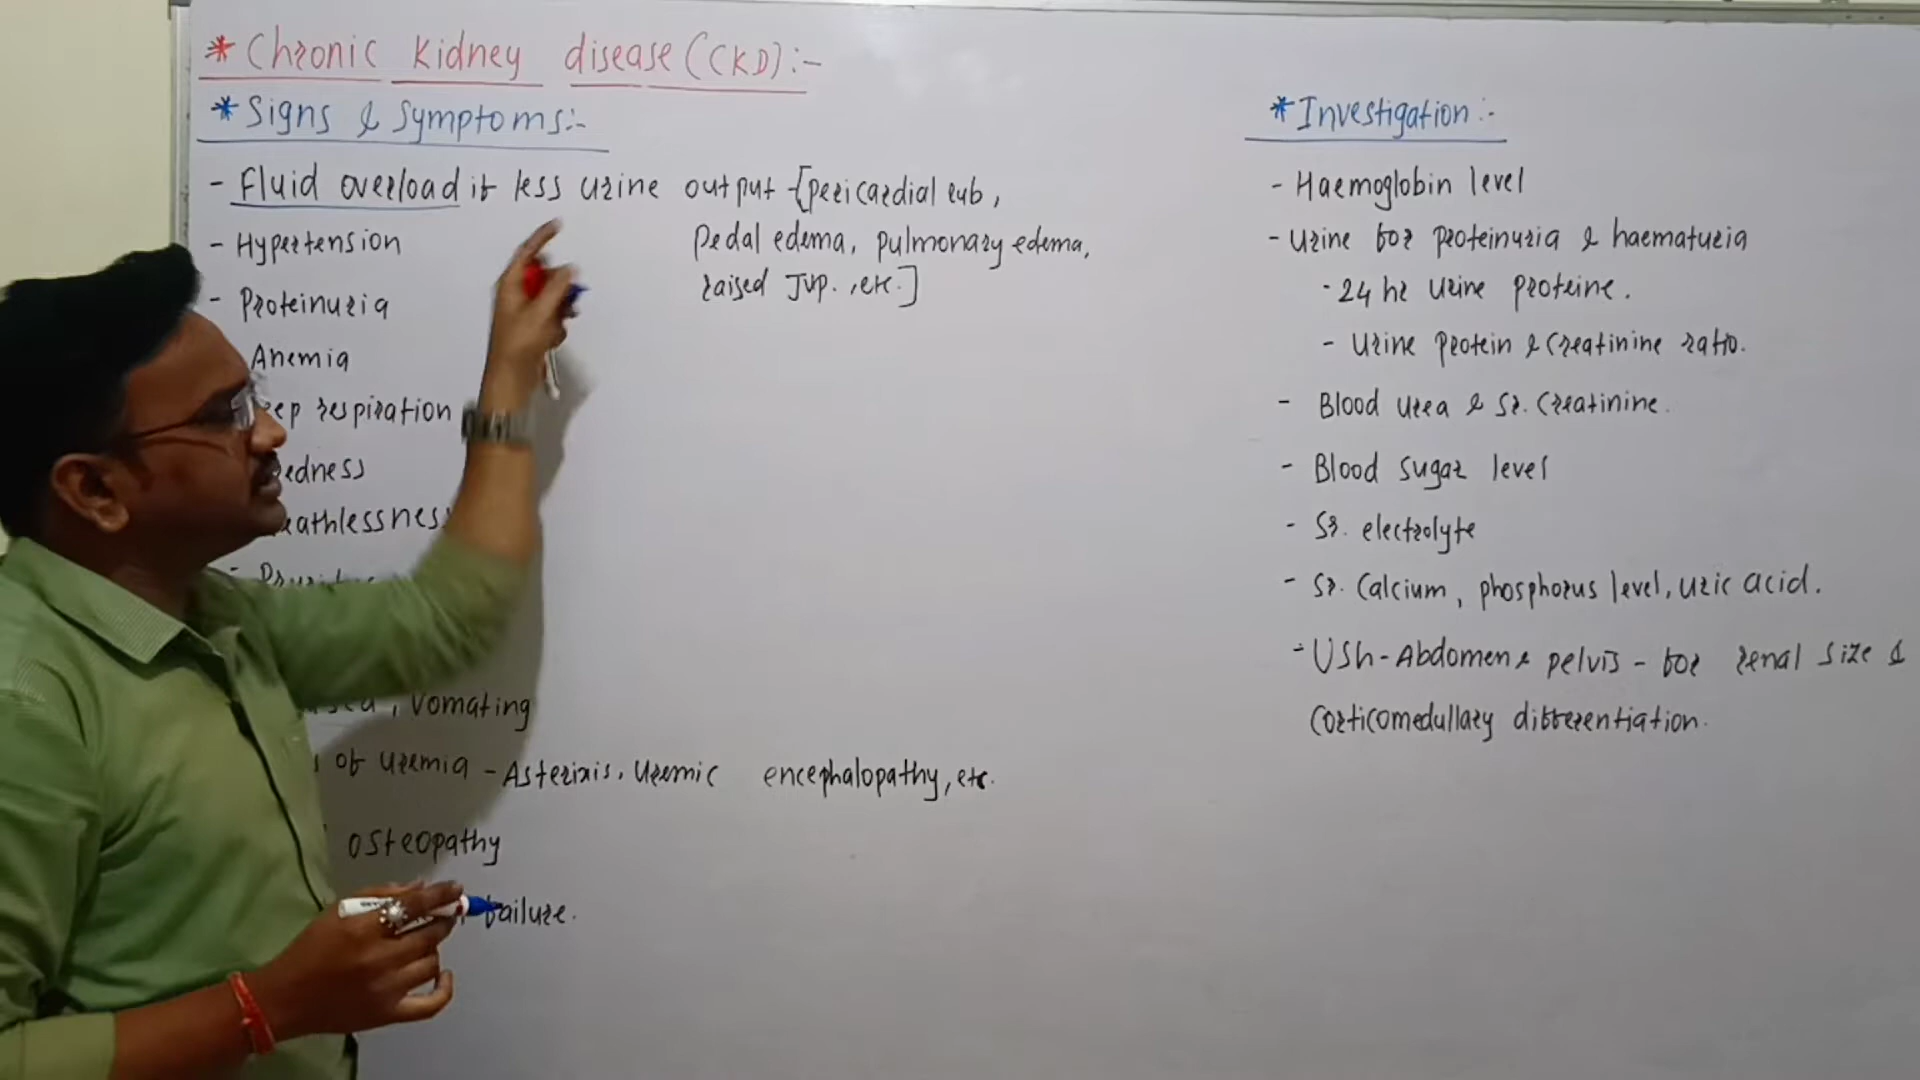 * Chronic Kidney disease (CKD):-
* Signs & Symptoms:-
- Fluid overload if less urine output [pericardial rub,
pedal edema, pulmonary edema,
raised JVP. ,etc.]
- Hypertension
- Proteinuria
Anemia
respiration
vomating
of uremia - Asterixis, Uremic encephalopathy, etc.
osteopathy
failure.
* Investigation :-
- Haemoglobin level
- Urine for proteinuria & haematuria
· 24 hr urine proteine.
- Urine protein & creatinine ratio.
- Blood urea & Sr. Creatinine.
- Blood sugar level
- Sr. electrolyte
- Sr. Calcium, phosphorus level, uric acid.
- USG-Abdomen & pelvis - for renal size &
Corticomedullary differentiation.